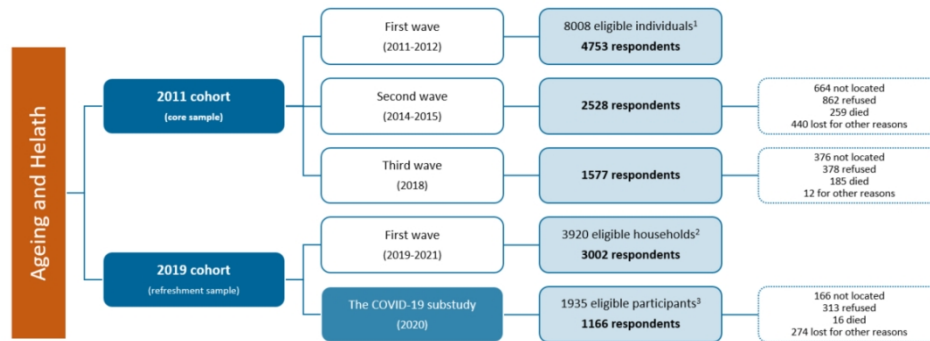 Ageing and Helath
2011 cohort
(core sample)
First wave
(2011-2012)
8008 eligible individuals¹
4753 respondents
Second wave
(2014-2015)
2528 respondents
664 not located
862 refused
259 died
440 lost for other reasons
Third wave
(2018)
1577 respondents
376 not located
378 refused
185 died
12 for other reasons
2019 cohort
(refreshment sample)
First wave
(2019-2021)
3920 eligible households²
3002 respondents
The COVID-19 substudy
(2020)
1935 eligible participants³
1166 respondents
166 not located
313 refused
16 died
274 lost for other reasons